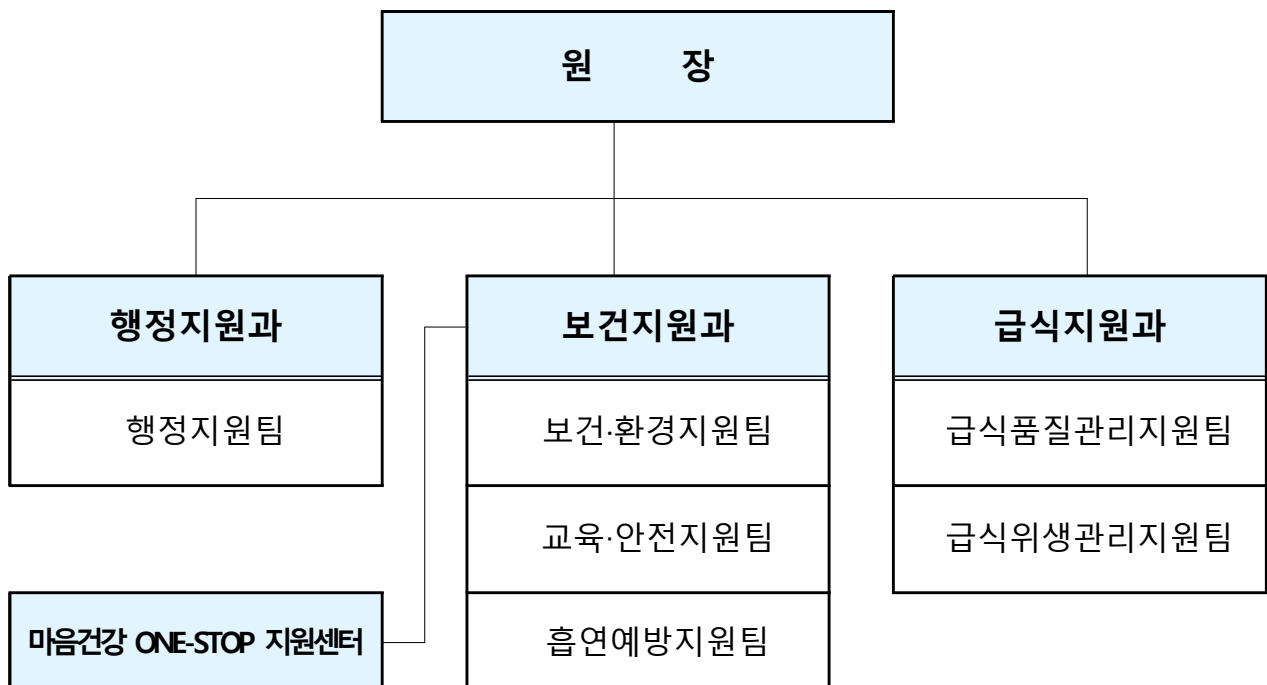 원 장
행정지원과
보건지원과
급식지원과
행정지원팀
보건·환경지원팀
급식품질관리지원팀
교육·안전지원팀
급식위생관리지원팀
마음건강 ONE-STOP 지원센터
흡연예방지원팀